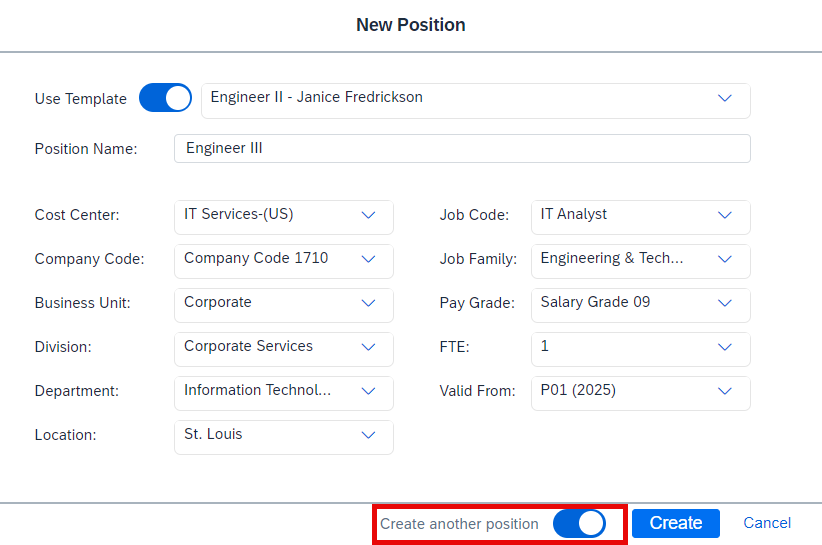 New Position
Use Template Engineer II - Janice Fredrickson
Position Name: Engineer III
Cost Center: IT Services-(US) Job Code: IT Analyst
Company Code: Company Code 1710 Job Family: Engineering & Tech...
Business Unit: Corporate Pay Grade: Salary Grade 09
Division: Corporate Services FTE: 1
Department: Information Technol... Valid From: P01 (2025)
Location: St. Louis
Create another position Create Cancel